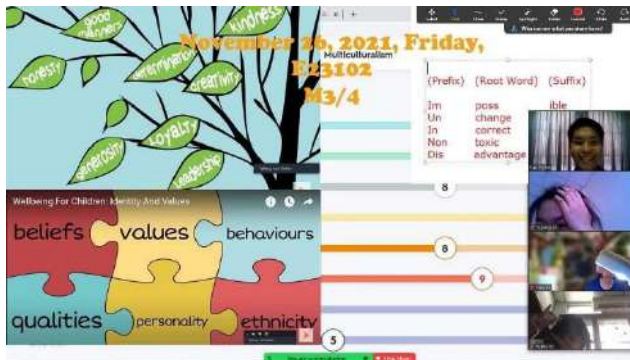 November 26, 2021, Friday,
E23102
M3/4
good
manners
kindness
honesty
determination
creativity
loyalty
generosity
Leadership
Wellbeing For Children: Identity And Values
beliefs
values
behaviours
qualities
personality
ethnicity
Multiculturalism
8
8
9
5
(Prefix) (Root Word) (Suffix)
Im poss ible
Un change
In correct
Non toxic
Dis advantage